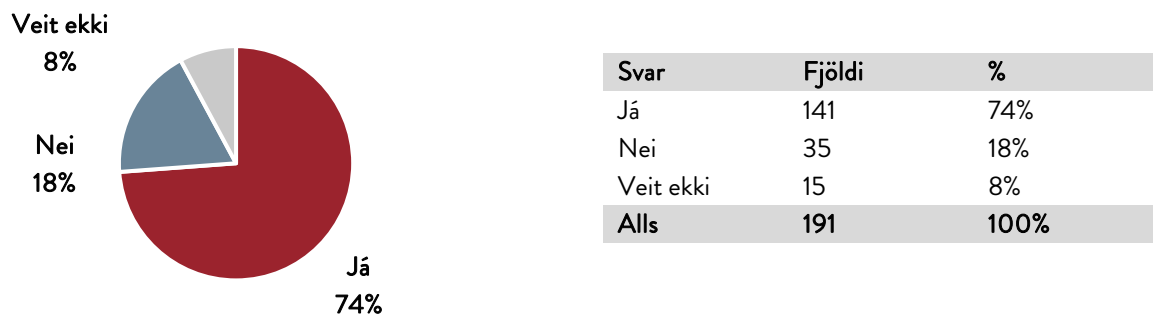 Veit ekki
8%
Nei
18%
Já
74%
Svar Fjöldi %
Já 141 74%
Nei 35 18%
Veit ekki 15 8%
Alls 191 100%